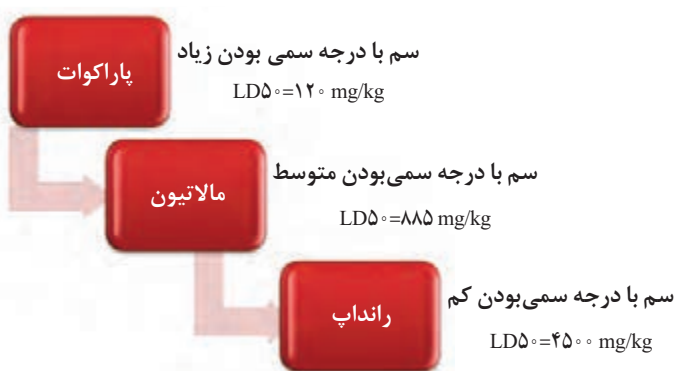 پاراکوات
سم با درجه سمی بودن زیاد
LD۵۰=۱۲۰ mg/kg
مالاتیون
سم با درجه سمی‌بودن متوسط
LD۵۰=۸۸۵ mg/kg
رانداپ
سم با درجه سمی‌بودن کم
LD۵۰=۴۵۰۰ mg/kg